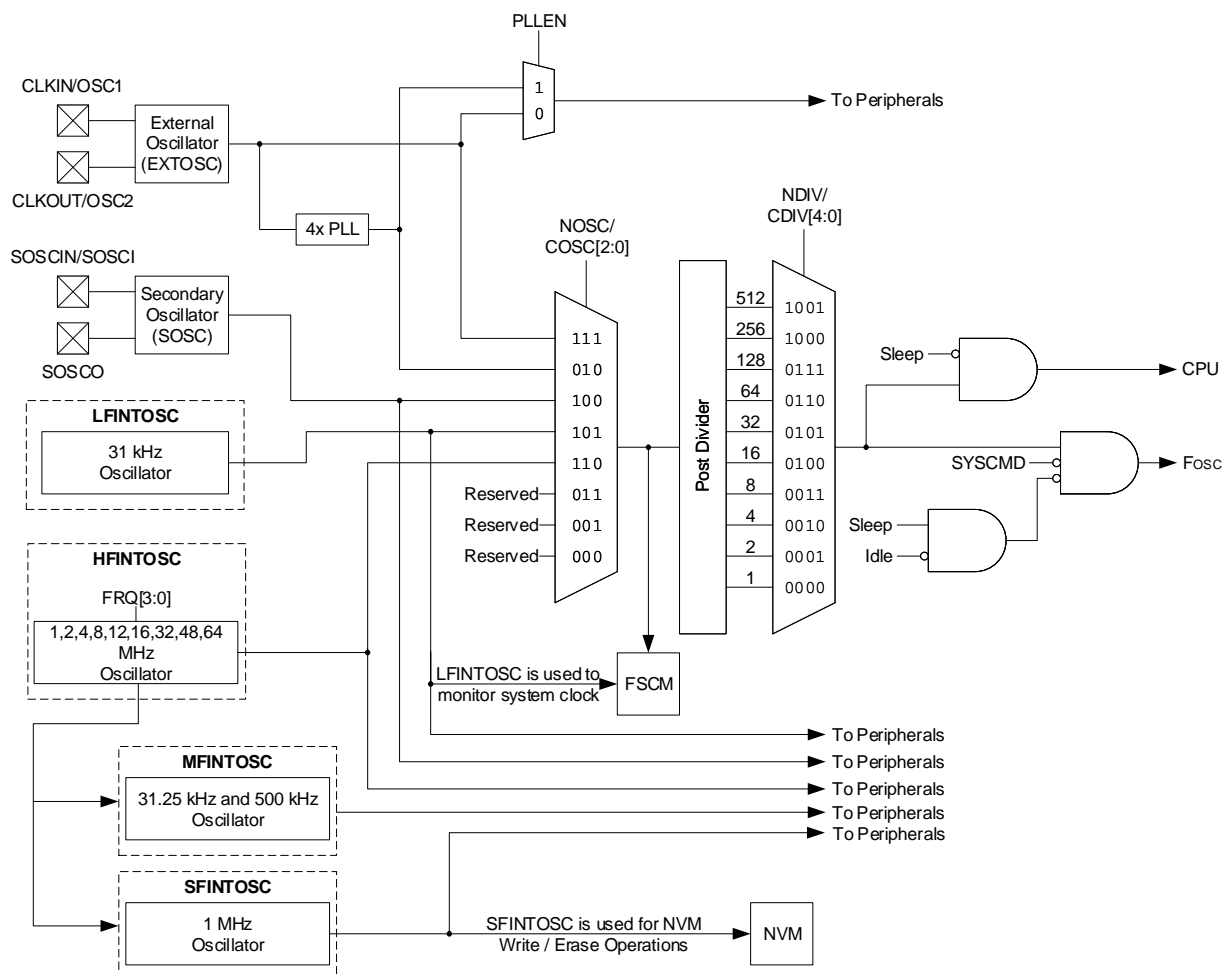 PLLEN
CLKIN/OSC1
External
Oscillator
(EXTOSC)
1
0
To Peripherals
CLKOUT/OSC2
4x PLL
NOSC/
COSC[2:0]
NDIV/
CDIV[4:0]
SOSCIN/SOSCI
Secondary
Oscillator
(SOSC)
SOSCO
111
010
100
101
110
Reserved 011
Reserved 001
Reserved 000
Post Divider
512 1001
256 1000
128 0111
64 0110
32 0101
16 0100
8 0011
4 0010
2 0001
1 0000
Sleep
CPU
SYSCMD
Fosc
Sleep
Idle
LFINTOSC
31 kHz
Oscillator
HFINTOSC
FRQ[3:0]
1,2,4,8,12,16,32,48,64
MHz
Oscillator
LFINTOSC is used to
monitor system clock
FSCM
To Peripherals
To Peripherals
To Peripherals
To Peripherals
To Peripherals
MFINTOSC
31.25 kHz and 500 kHz
Oscillator
SFINTOSC
1 MHz
Oscillator
SFINTOSC is used for NVM
Write / Erase Operations
NVM